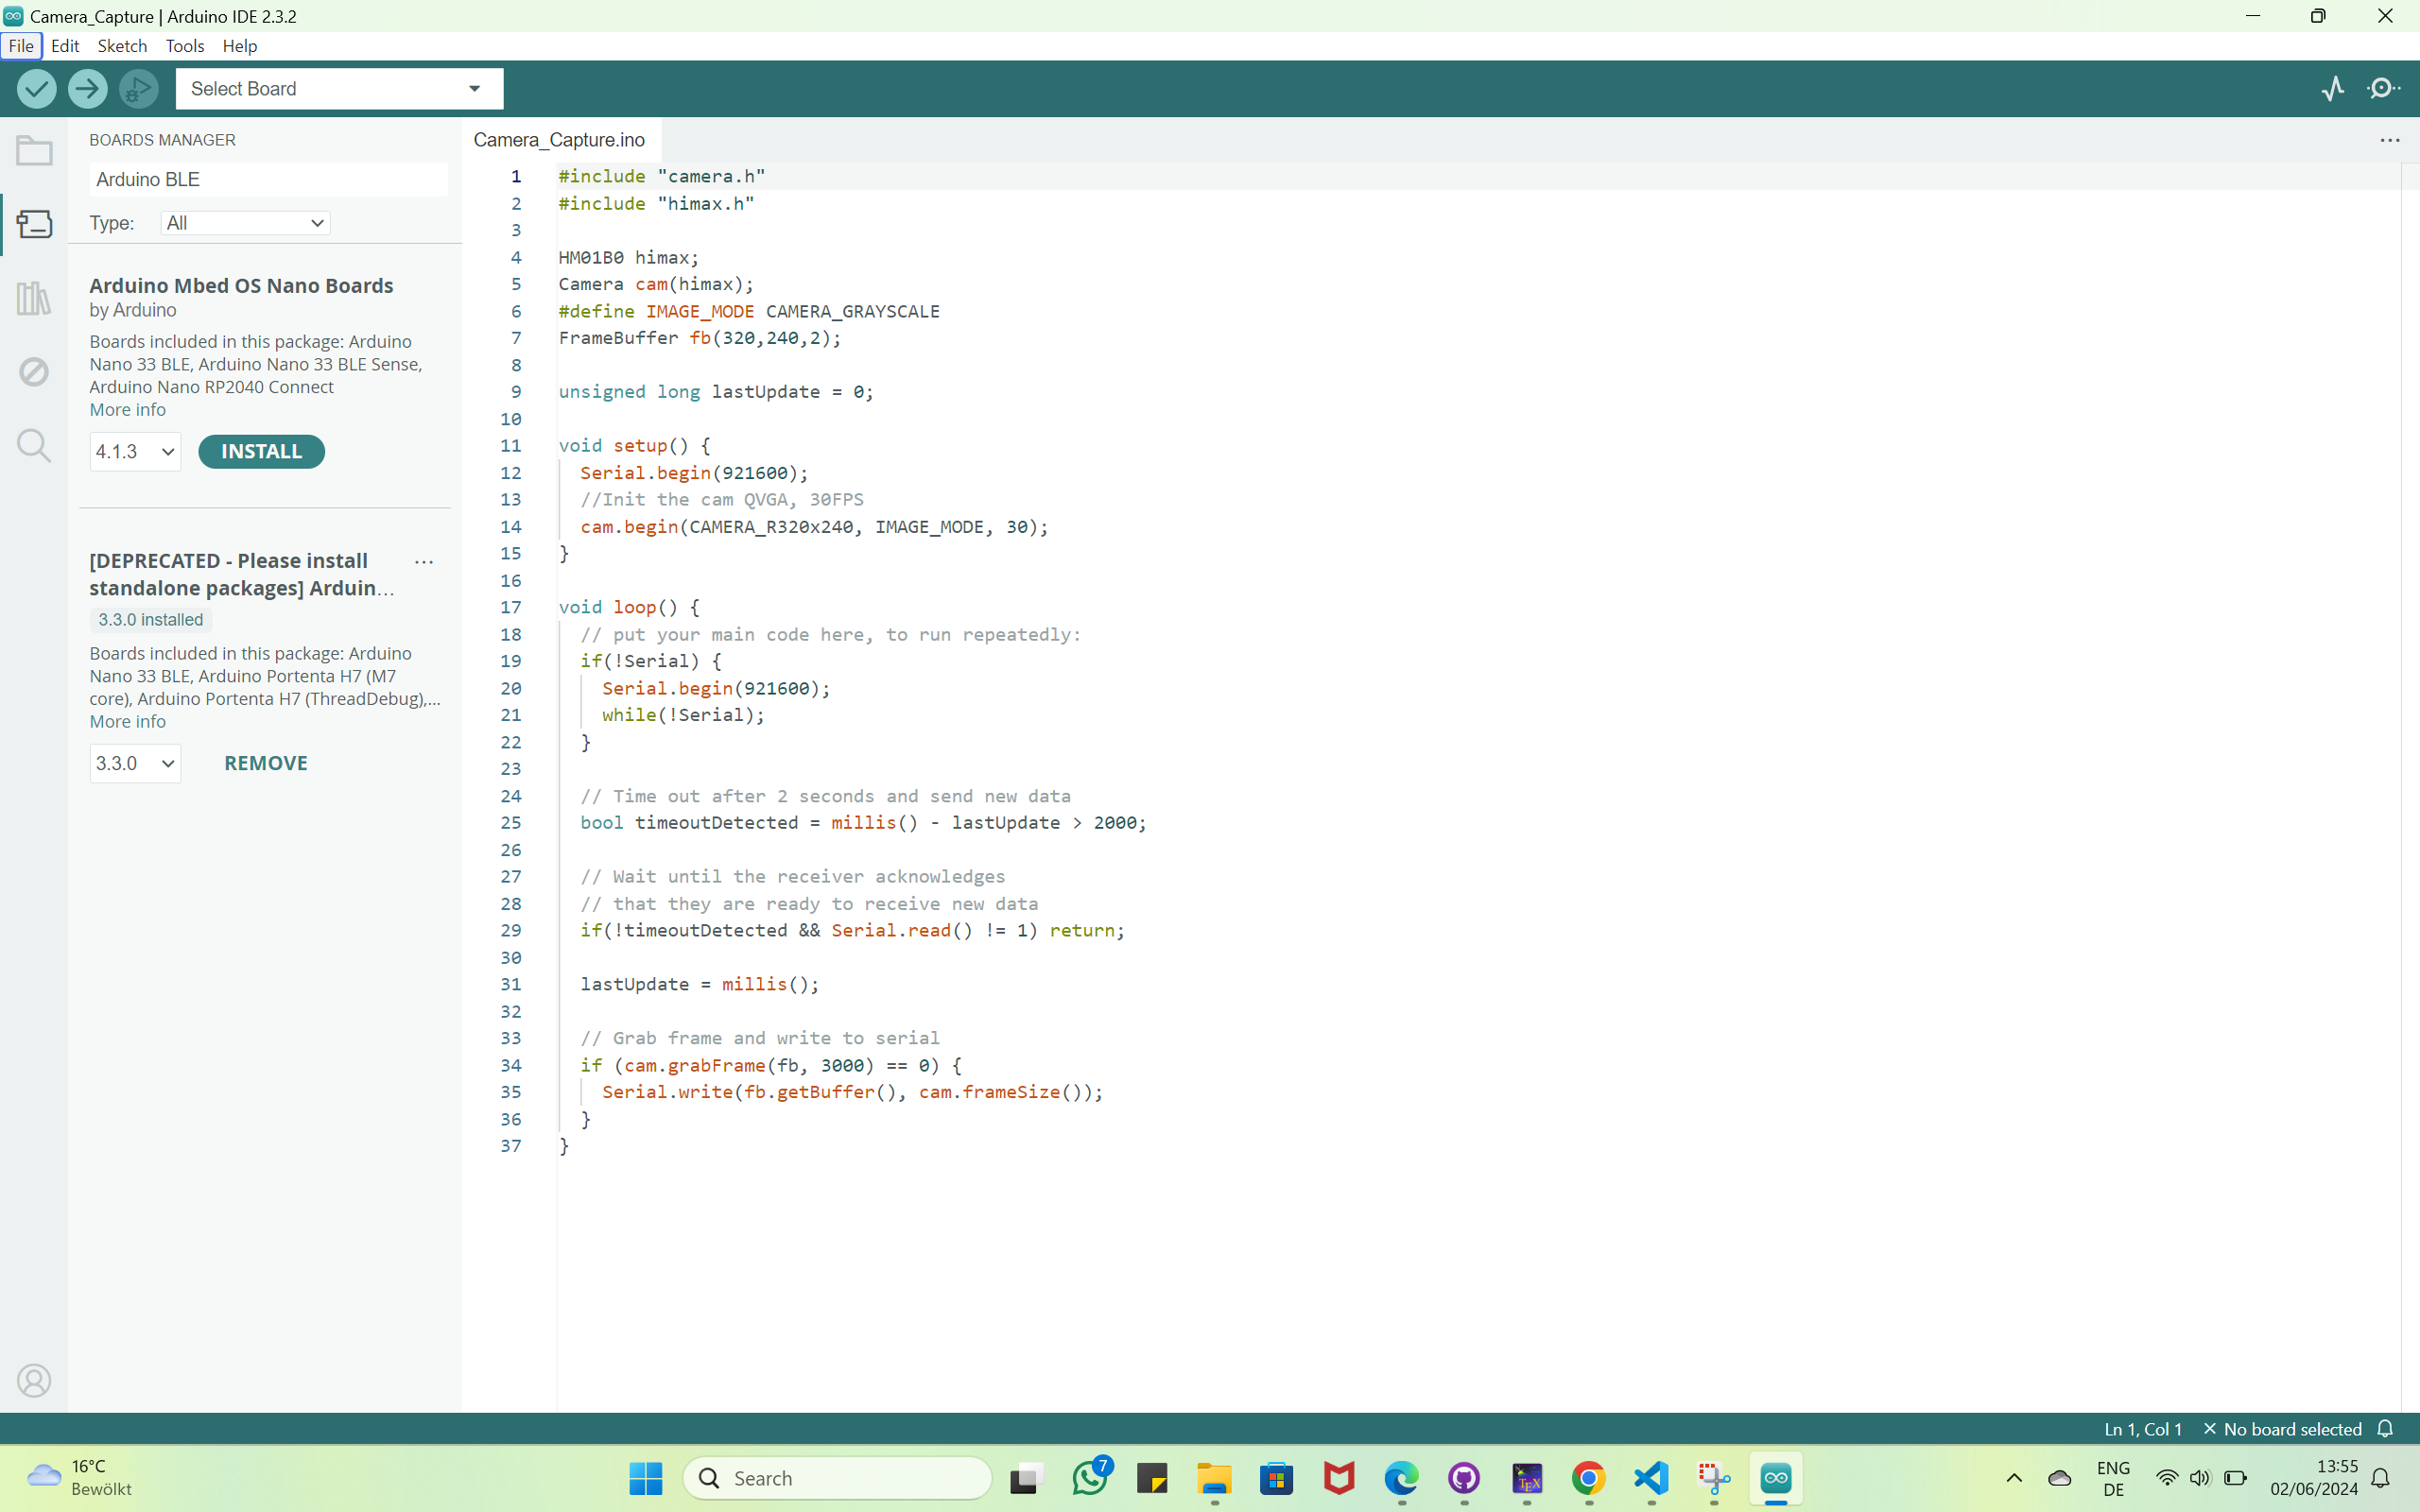 Camera_Capture | Arduino IDE 2.3.2
File Edit Sketch Tools Help
Select Board
BOARDS MANAGER
Arduino BLE
Type: All
Arduino Mbed OS Nano Boards
by Arduino
Boards included in this package: Arduino
Nano 33 BLE, Arduino Nano 33 BLE Sense,
Arduino Nano RP2040 Connect
More info
4.1.3 INSTALL
[DEPRECATED - Please install
standalone packages] Arduin...
3.3.0 installed
Boards included in this package: Arduino
Nano 33 BLE, Arduino Portenta H7 (M7
core), Arduino Portenta H7 (ThreadDebug),...
More info
3.3.0 REMOVE
Camera_Capture.ino
1 #include "camera.h"
2 #include "himax.h"
3
4 HM01B0 himax;
5 Camera cam(himax);
6 #define IMAGE_MODE CAMERA_GRAYSCALE
7 FrameBuffer fb(320,240,2);
8
9 unsigned long lastUpdate = 0;
10
11 void setup() {
12 Serial.begin(921600);
13 //Init the cam QVGA, 30FPS
14 cam.begin(CAMERA_R320x240, IMAGE_MODE, 30);
15 }
16
17 void loop() {
18 // put your main code here, to run repeatedly:
19 if(!Serial) {
20 Serial.begin(921600);
21 while(!Serial);
22 }
23
24 // Time out after 2 seconds and send new data
25 bool timeoutDetected = millis() - lastUpdate > 2000;
26
27 // Wait until the receiver acknowledges
28 // that they are ready to receive new data
29 if(!timeoutDetected && Serial.read() != 1) return;
30
31 lastUpdate = millis();
32
33 // Grab frame and write to serial
34 if (cam.grabFrame(fb, 3000) == 0) {
35 Serial.write(fb.getBuffer(), cam.frameSize());
36 }
37 }
Ln 1, Col 1 × No board selected
16°C
Bewölkt
Search
7
TEX
ENG
DE
13:55
02/06/2024